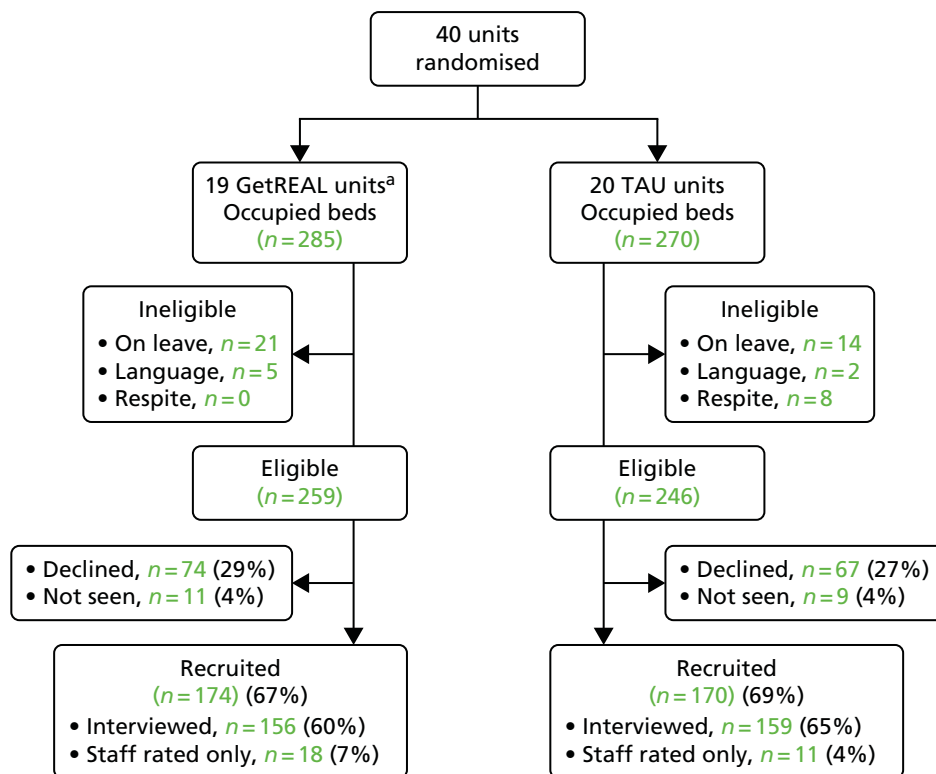 40 units
randomised
19 GetREAL unitsᵃ
Occupied beds
(n=285)
20 TAU units
Occupied beds
(n=270)
Ineligible
• On leave, n=21
• Language, n=5
• Respite, n=0
Ineligible
• On leave, n=14
• Language, n=2
• Respite, n=8
Eligible
(n=259)
Eligible
(n=246)
• Declined, n=74 (29%)
• Not seen, n=11 (4%)
• Declined, n=67 (27%)
• Not seen, n=9 (4%)
Recruited
(n=174) (67%)
• Interviewed, n=156 (60%)
• Staff rated only, n=18 (7%)
Recruited
(n=170) (69%)
• Interviewed, n=159 (65%)
• Staff rated only, n=11 (4%)